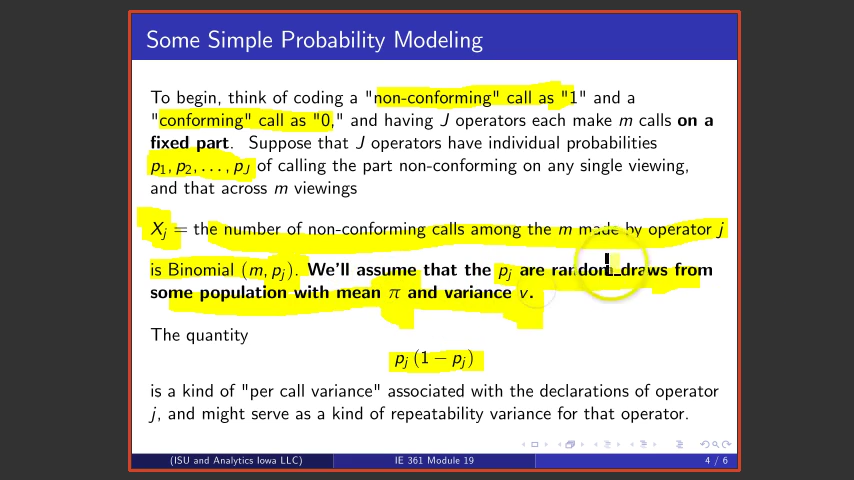 Some Simple Probability Modeling
To begin, think of coding a "non-conforming" call as "1" and a
"conforming" call as "0," and having J operators each make m calls on a
fixed part. Suppose that J operators have individual probabilities
p₁, p₂, . . . , p_J of calling the part non-conforming on any single viewing,
and that across m viewings
X_j = the number of non-conforming calls among the m made by operator j
is Binomial (m, p_j). We'll assume that the p_j are random draws from
some population with mean π and variance v.
The quantity
p_j (1 − p_j)
is a kind of "per call variance" associated with the declarations of operator
j, and might serve as a kind of repeatability variance for that operator.
(ISU and Analytics Iowa LLC) IE 361 Module 19 4 / 6